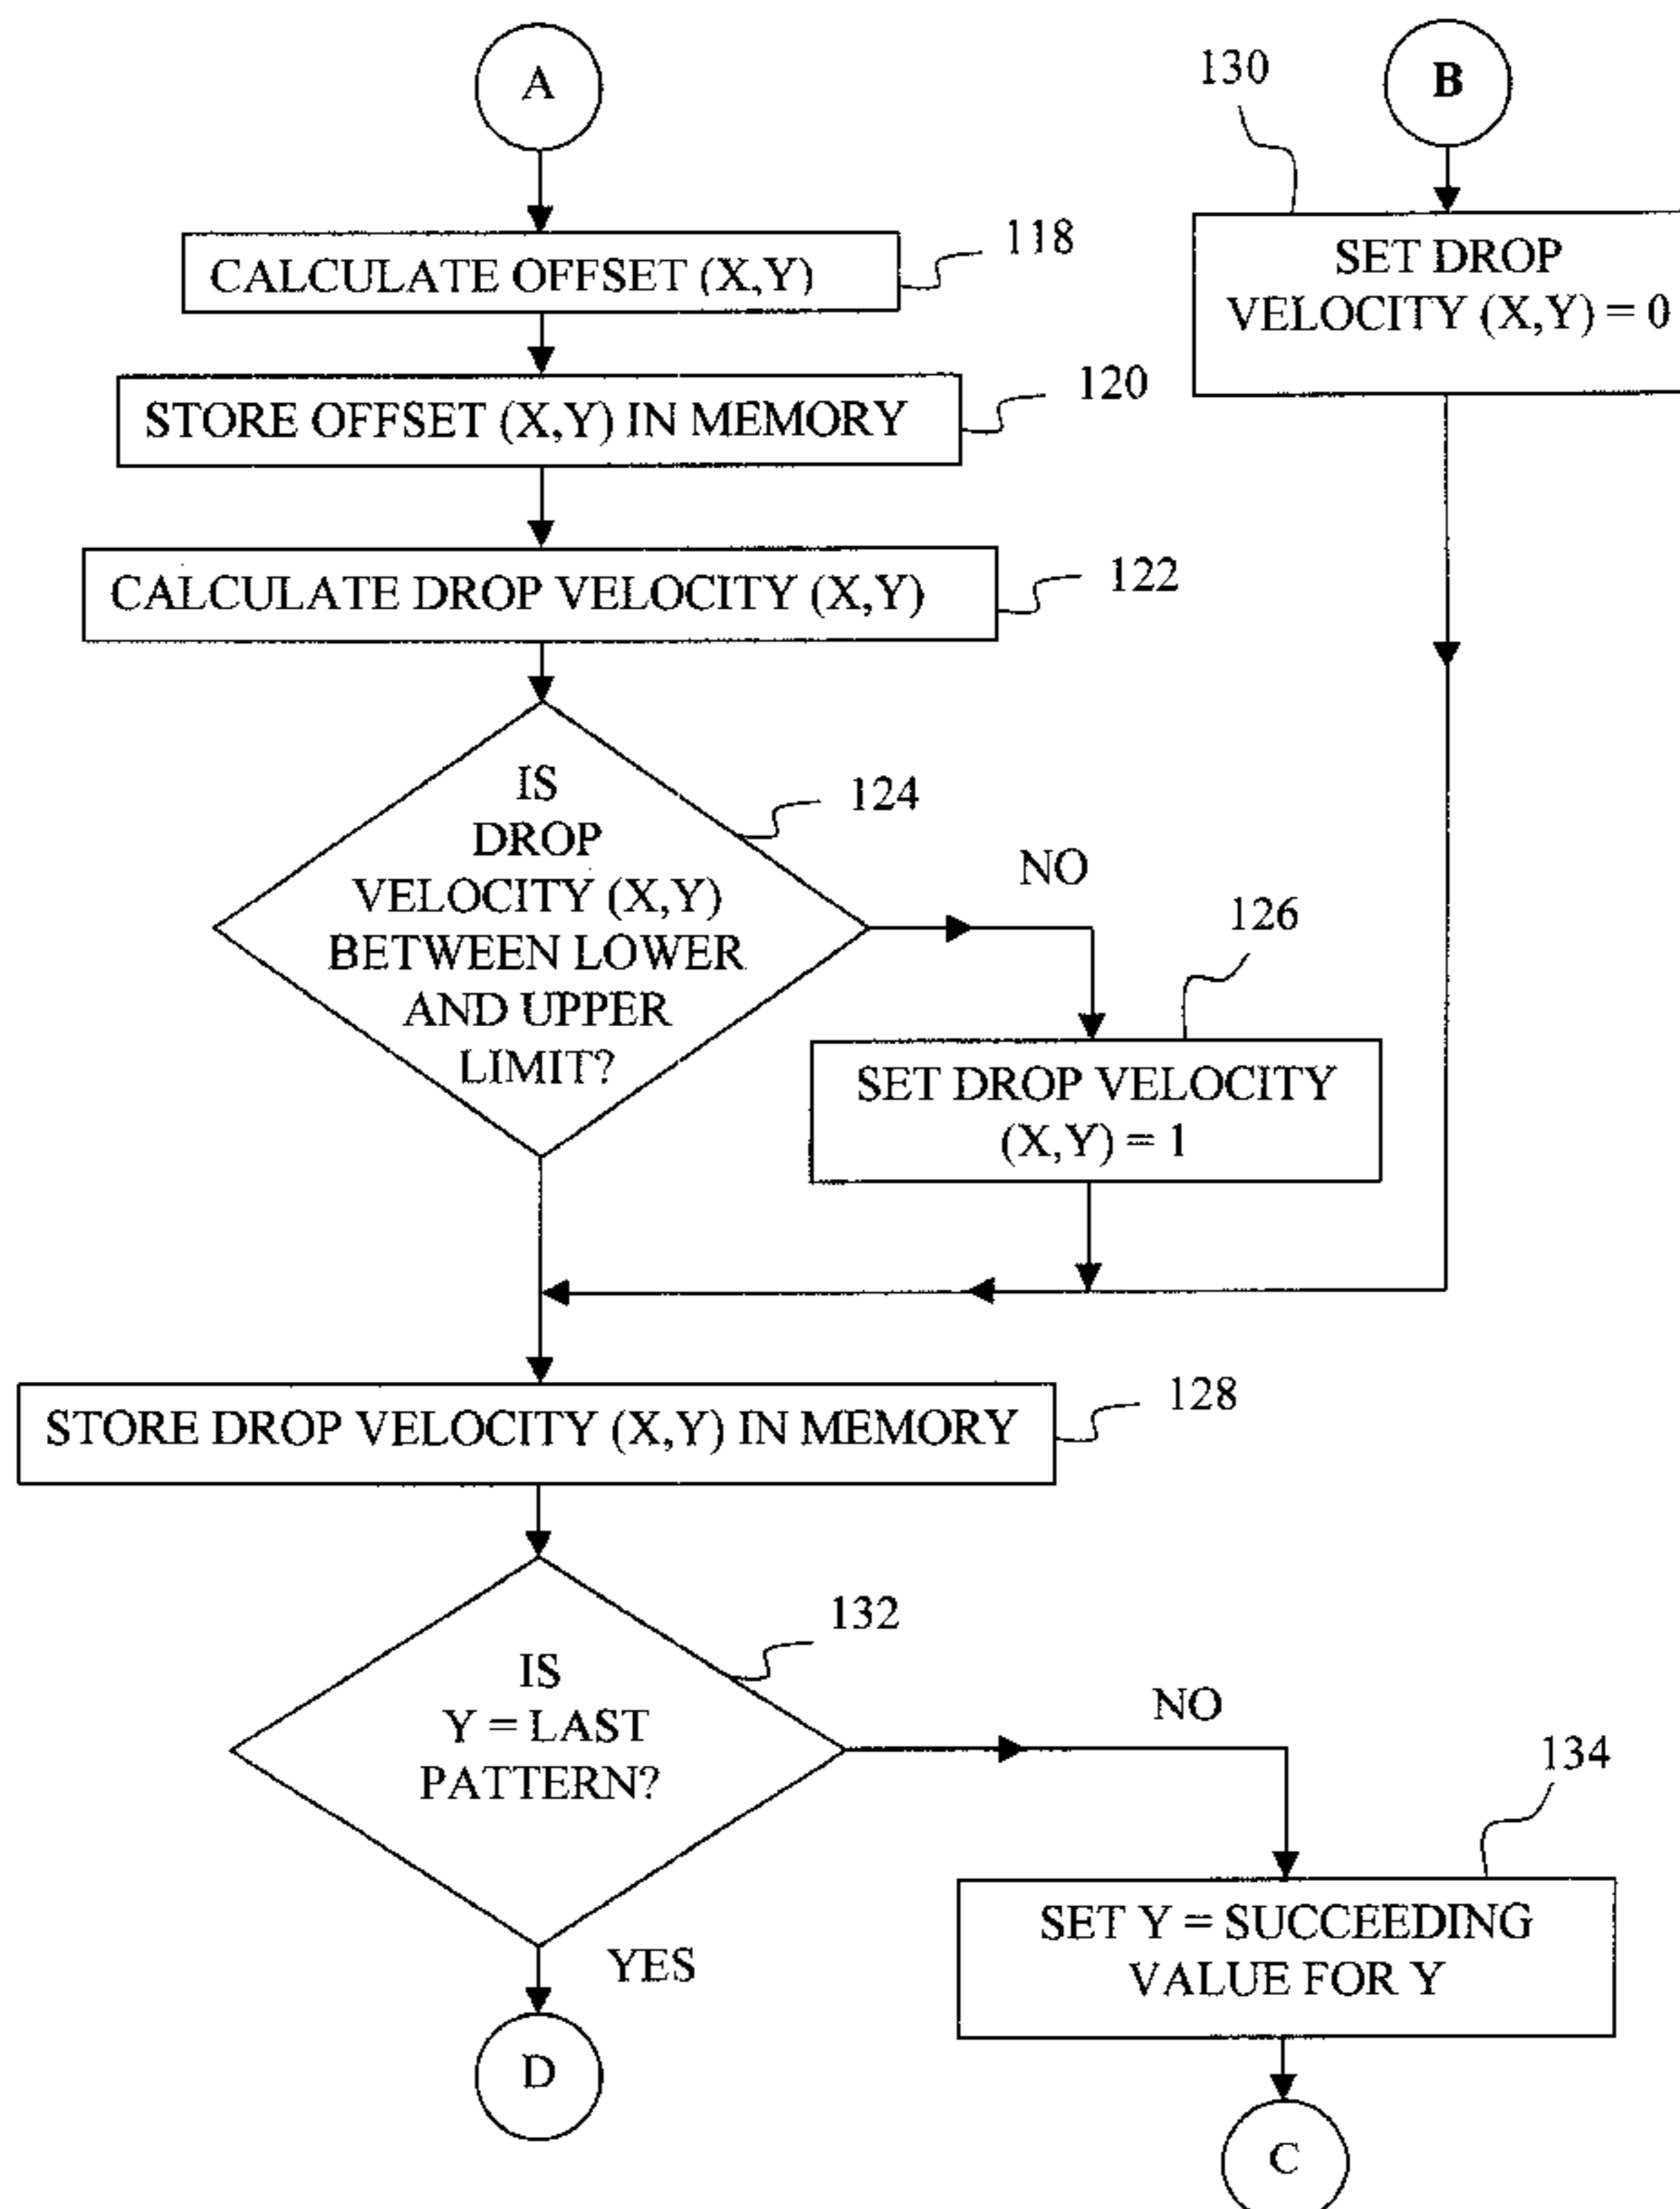 A
B
130
118
CALCULATE OFFSET (X,Y)
SET DROP
VELOCITY (X,Y) = 0
120
STORE OFFSET (X,Y) IN MEMORY
122
CALCULATE DROP VELOCITY (X,Y)
124
IS
DROP
VELOCITY (X,Y)
BETWEEN LOWER
AND UPPER
LIMIT?
NO
126
SET DROP VELOCITY
(X,Y) = 1
128
STORE DROP VELOCITY (X,Y) IN MEMORY
132
IS
Y = LAST
PATTERN?
NO
134
SET Y = SUCCEEDING
VALUE FOR Y
YES
D
C